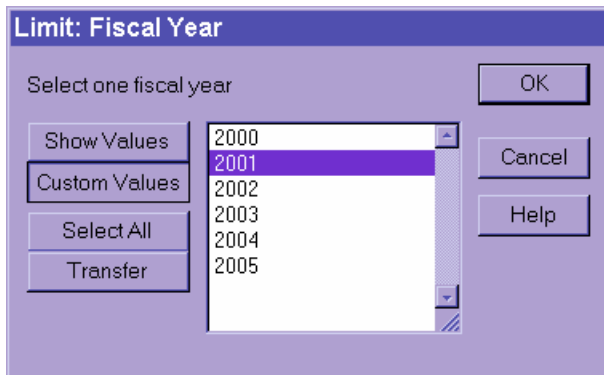 Limit: Fiscal Year
Select one fiscal year
OK
Show Values
Custom Values
Select All
Transfer
2000
2001
2002
2003
2004
2005
Cancel
Help